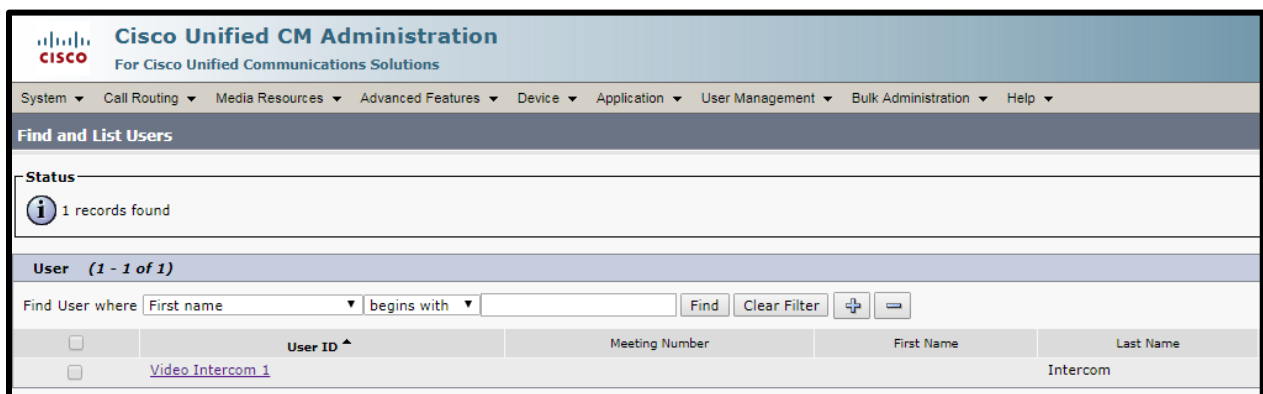 Cisco Unified CM Administration
CISCO
For Cisco Unified Communications Solutions
System Call Routing Media Resources Advanced Features Device Application User Management Bulk Administration Help
Find and List Users
Status
i 1 records found
User (1 - 1 of 1)
Find User where First name begins with Find Clear Filter
User ID Meeting Number First Name Last Name
Video Intercom 1 Intercom